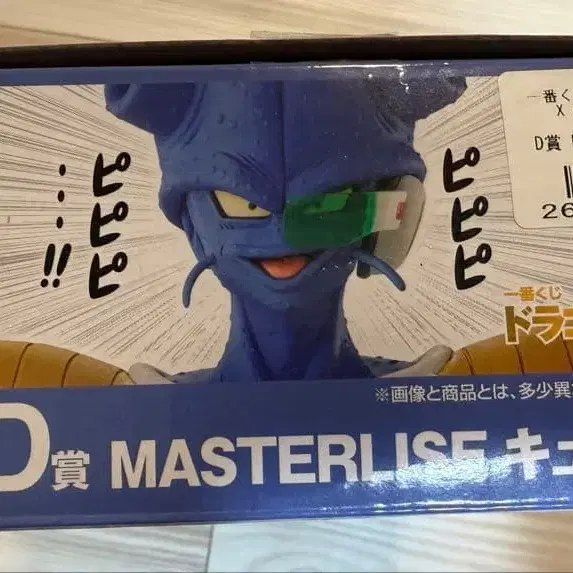 ピピピ
ピピピ
…!!
一番く
X
D賞
26
一番くじ
ドラゴ
※画像と商品とは、多少異
D賞 MASTERLISE キュ